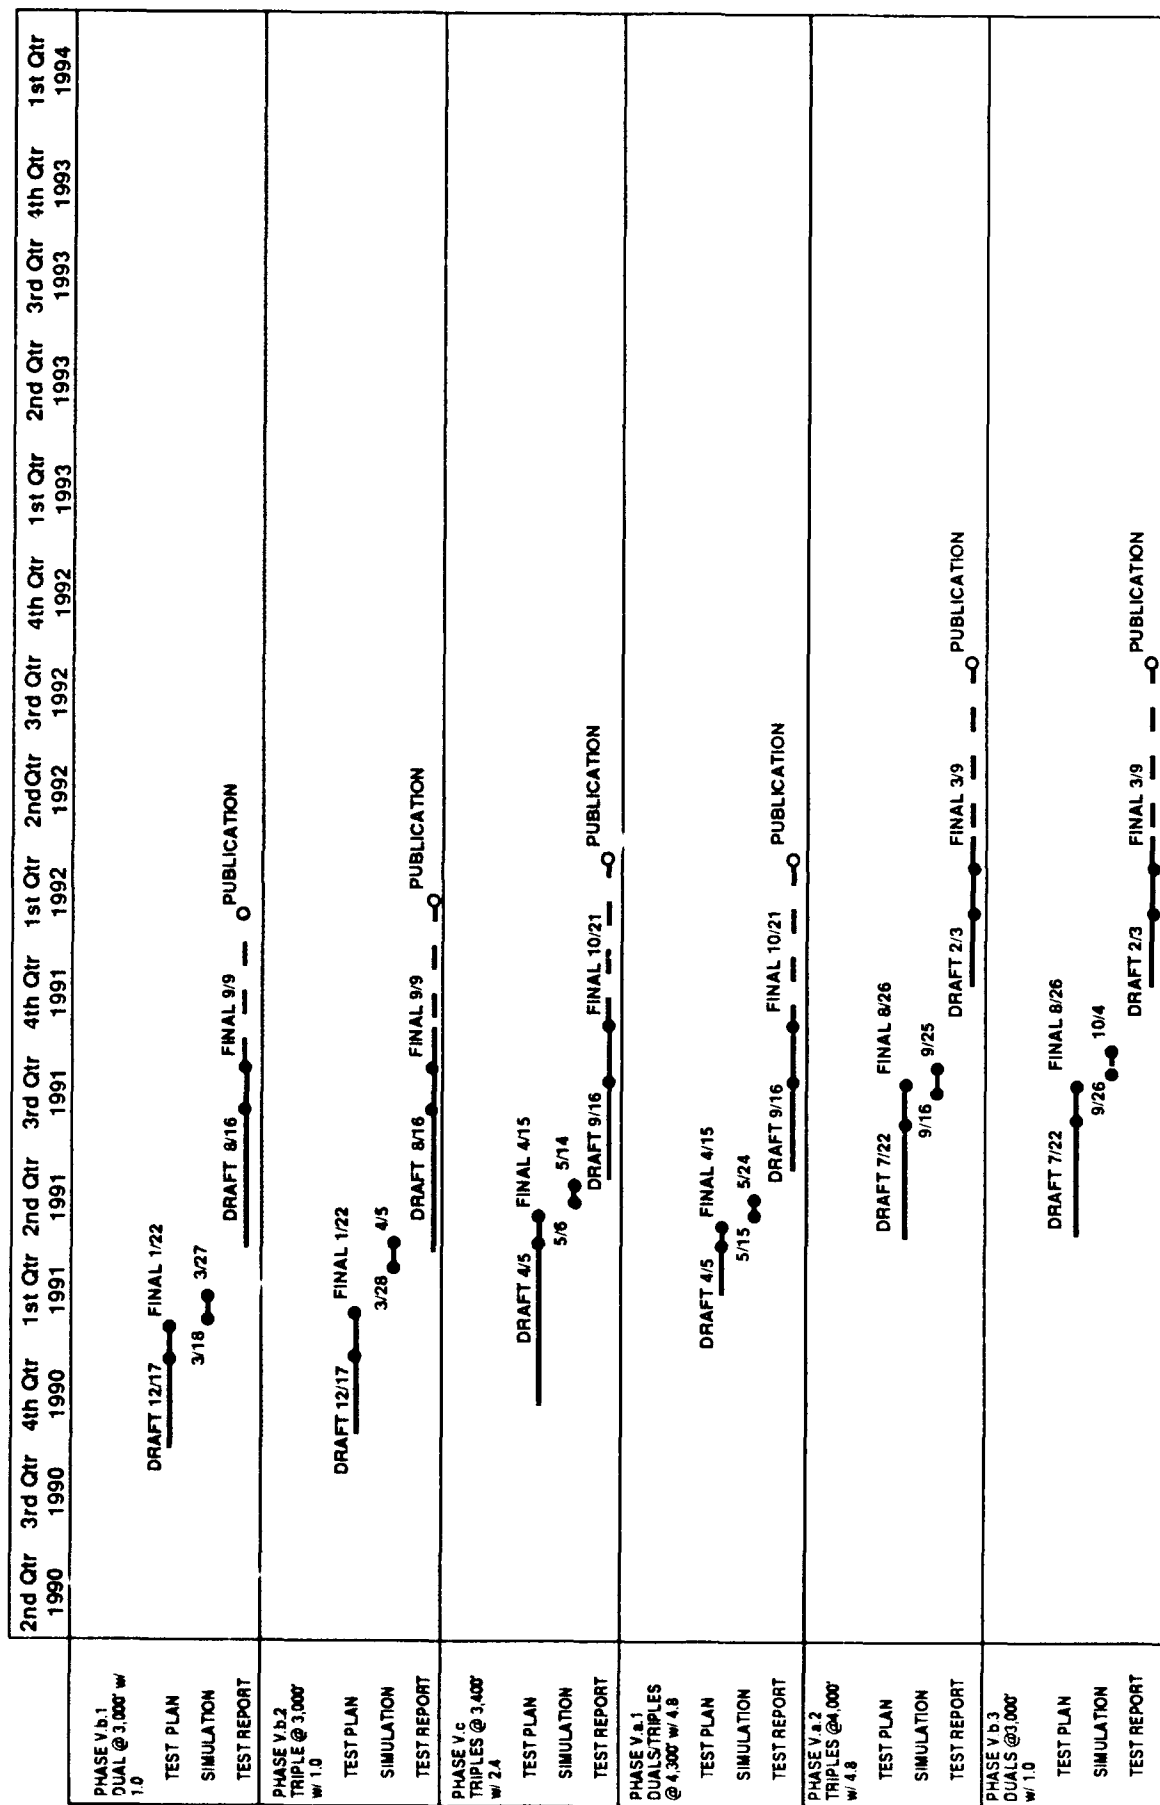 2nd Qtr 3rd Qtr 4th Qtr 1st Qtr 2nd Qtr 3rd Qtr 4th Qtr 1st Qtr 2ndQtr 3rd Qtr 4th Qtr 1st Qtr 2nd Qtr 3rd Qtr 4th Qtr 1st Qtr
1990 1990 1990 1991 1991 1991 1991 1992 1992 1992 1992 1993 1993 1993 1993 1994
PHASE V.b.1
DUAL @ 3,000' w/
1.0
TEST PLAN DRAFT 12/17 FINAL 1/22
SIMULATION 3/18 3/27
TEST REPORT DRAFT 8/16 FINAL 9/9 PUBLICATION
PHASE V.b.2
TRIPLE @ 3,000'
w/ 1.0
TEST PLAN DRAFT 12/17 FINAL 1/22
SIMULATION 3/28 4/5
TEST REPORT DRAFT 8/16 FINAL 9/9 PUBLICATION
PHASE V.c
TRIPLES @ 3,400'
w/ 2.4
TEST PLAN DRAFT 4/5 FINAL 4/15
SIMULATION 5/6 5/14
TEST REPORT DRAFT 9/16 FINAL 10/21 PUBLICATION
PHASE V.a.1
DUALS/TRIPLES
@ 4,300' w/ 4.8
TEST PLAN DRAFT 4/5 FINAL 4/15
SIMULATION 5/15 5/24
TEST REPORT DRAFT 9/16 FINAL 10/21 PUBLICATION
PHASE V.a.2
TRIPLES @4,000'
w/ 4.8
TEST PLAN DRAFT 7/22 FINAL 8/26
SIMULATION 9/16 9/25
TEST REPORT DRAFT 2/3 FINAL 3/9 PUBLICATION
PHASE V.b.3
DUALS @3,000'
w/ 1.0
TEST PLAN DRAFT 7/22 FINAL 8/26
SIMULATION 9/26 10/4
TEST REPORT DRAFT 2/3 FINAL 3/9 PUBLICATION